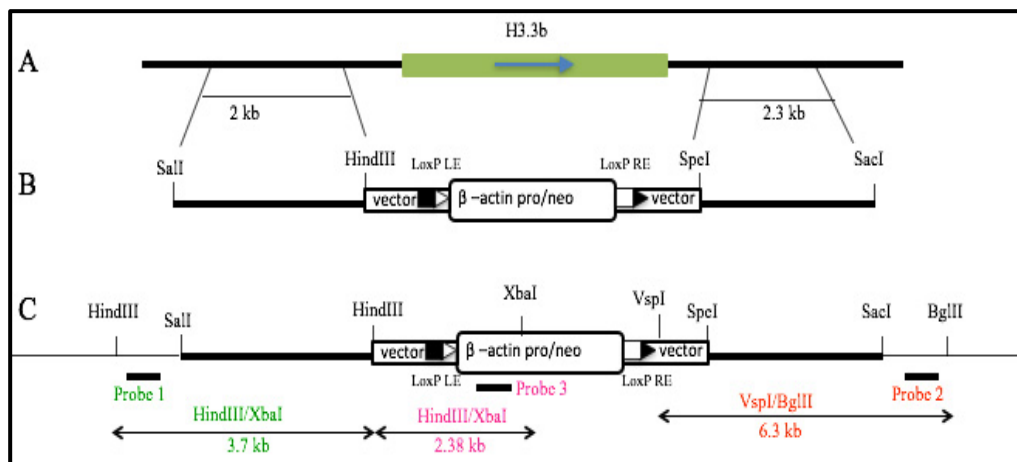 H3.3b
A
2 kb
2.3 kb
SalI
HindIII
LoxP LE
LoxP RE
SpeI
SacI
B
vector
β –actin pro/neo
vector
C
HindIII
SalI
HindIII
XbaI
VspI
SpeI
SacI
BglII
vector
β –actin pro/neo
vector
LoxP LE
LoxP RE
Probe 1
Probe 3
Probe 2
HindIII/XbaI
HindIII/XbaI
VspI/BglII
3.7 kb
2.38 kb
6.3 kb